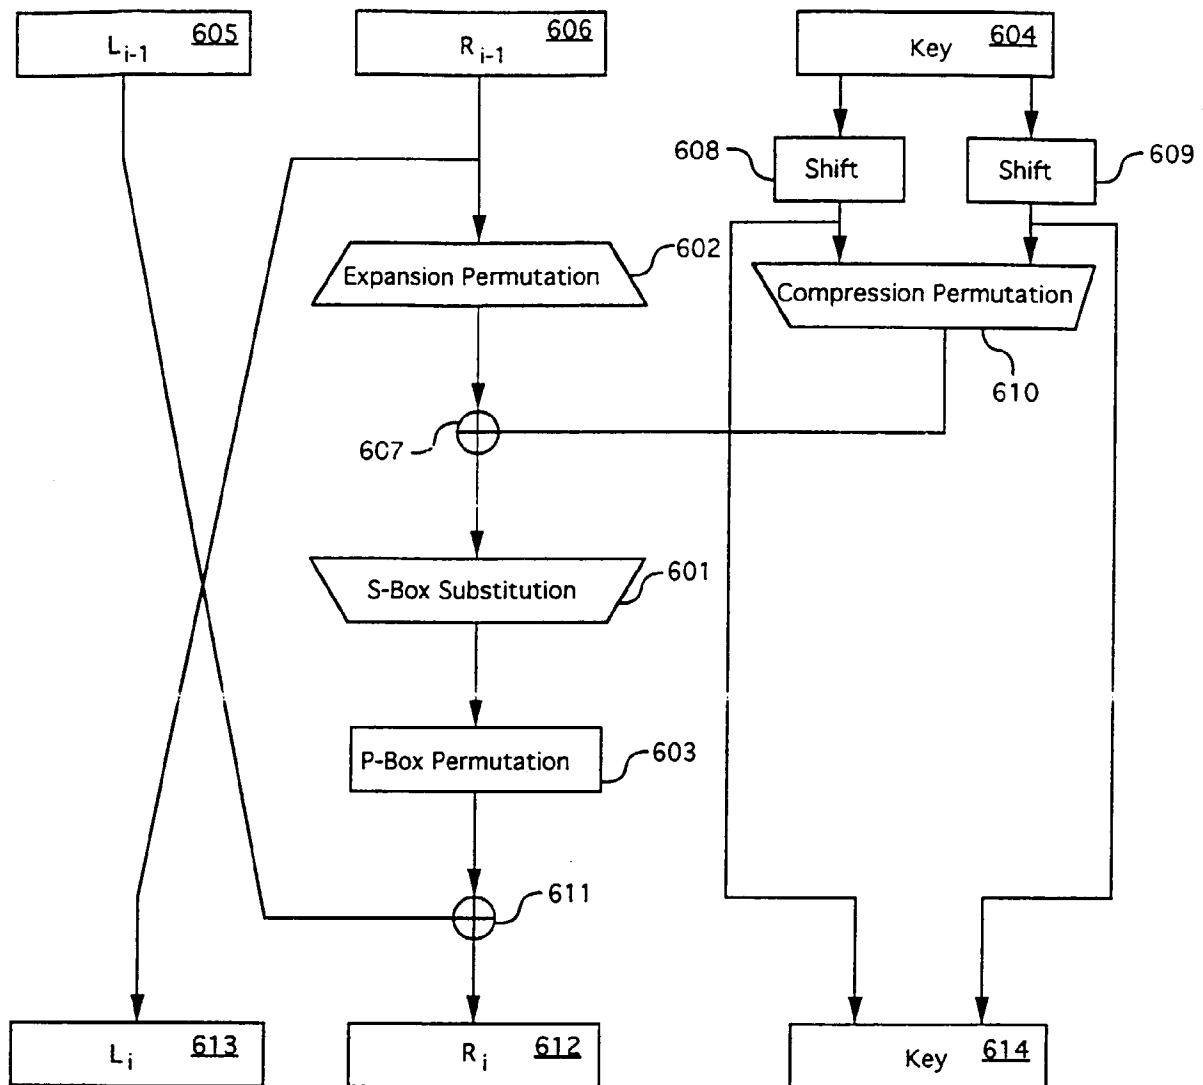 L i-1 605
R i-1 606
Key 604
608 Shift
Shift 609
Expansion Permutation 602
Compression Permutation
610
607
S-Box Substitution 601
P-Box Permutation 603
611
L i 613
R i 612
Key 614